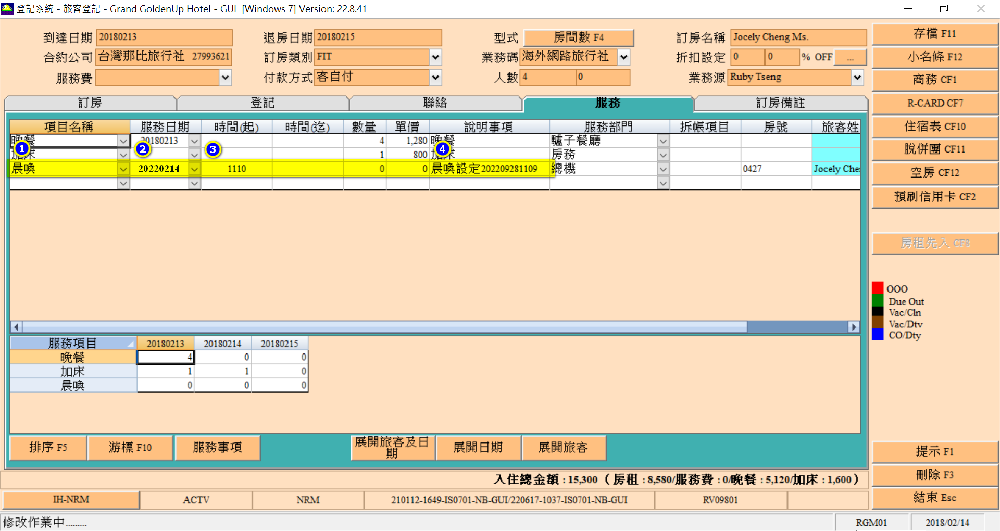 登記系統 - 旅客登記 - Grand GoldenUp Hotel - GUI [Windows 7] Version: 22.8.41
到達日期 20180213 退房日期 20180215 型式 房間數 F4 訂房名稱 Jocely Cheng Ms.
合約公司 台灣那比旅行社 27993621 訂房類別 FIT 業務碼 海外網路旅行社 折扣設定 0 0 % OFF ...
服務費 付款方式 客自付 人數 4 0 業務源 Ruby Tseng
訂房 登記 聯絡 服務 訂房備註
項目名稱 服務日期 時間(起) 時間(迄) 數量 單價 說明事項 服務部門 拆帳項目 房號 旅客姓
晚餐 20180213 4 1,280 晚餐 驢子餐廳
1 2 3 4
加床 1 800 加床 房務
晨喚 20220214 1110 0 0 晨喚設定202209281109 總機 0427 Jocely Che
服務項目 20180213 20180214 20180215
晚餐 4 0 0
加床 1 1 0
晨喚 0 0 0
排序 F5 游標 F10 服務事項 展開旅客及日期 展開日期 展開旅客
入住總金額 : 15,300 ( 房租 : 8,580/服務費 : 0/晚餐 : 5,120/加床 : 1,600 )
IH-NRM ACTV NRM 210112-1649-IS0701-NB-GUI/220617-1037-IS0701-NB-GUI RV09801
修改作業中......... RGM01 2018/02/14
存檔 F11
小名條 F12
商務 CF1
R-CARD CF7
住宿表 CF10
脫併團 CF11
空房 CF12
預刷信用卡 CF2
房租先入 CF8
OOO
Due Out
Vac/Cln
Vac/Dtv
CO/Dty
提示 F1
刪除 F3
結束 Esc